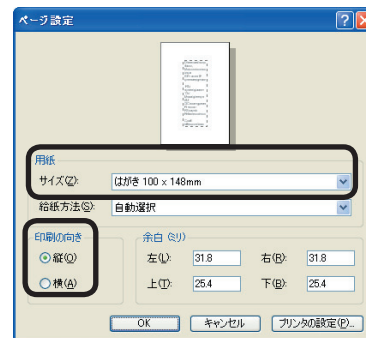 ページ設定
用紙
サイズ(Z): はがき 100 x 148mm
給紙方法(S): 自動選択
印刷の向き
縦(O)
横(A)
余白 (ミリ)
左(L): 31.8 右(R): 31.8
上(T): 25.4 下(B): 25.4
OK キャンセル プリンタの設定(P)...